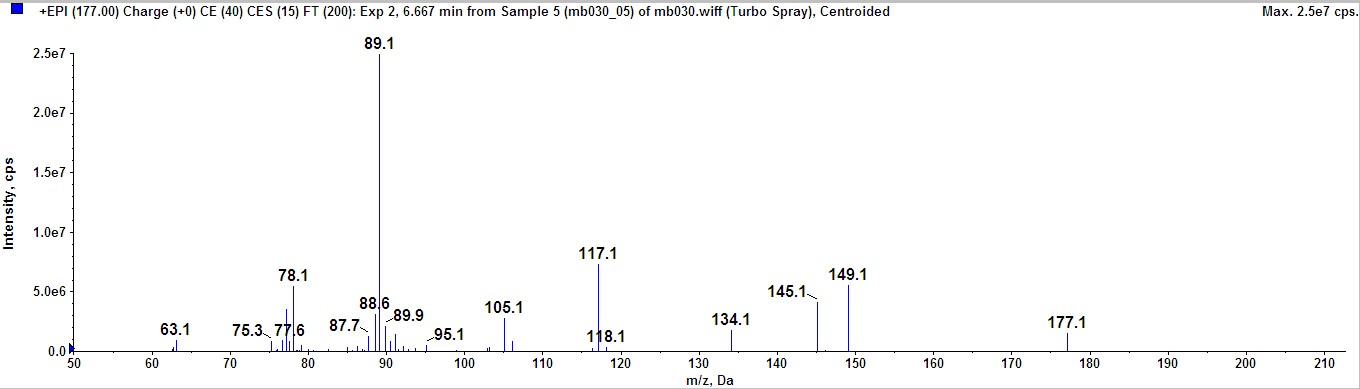 +EPI (177.00) Charge (+0) CE (40) CES (15) FT (200): Exp 2, 6.667 min from Sample 5 (mb030_05) of mb030.wiff (Turbo Spray), Centroided Max. 2.5e7 cps.
89.1
2.5e7
2.0e7
1.5e7
1.0e7
5.0e6
0.0
Intensity, cps
117.1
78.1
149.1
145.1
88.6
105.1
89.9
134.1
87.7
63.1
75.3
77.6
95.1
118.1
177.1
50 60 70 80 90 100 110 120 130 140 150 160 170 180 190 200 210
m/z, Da